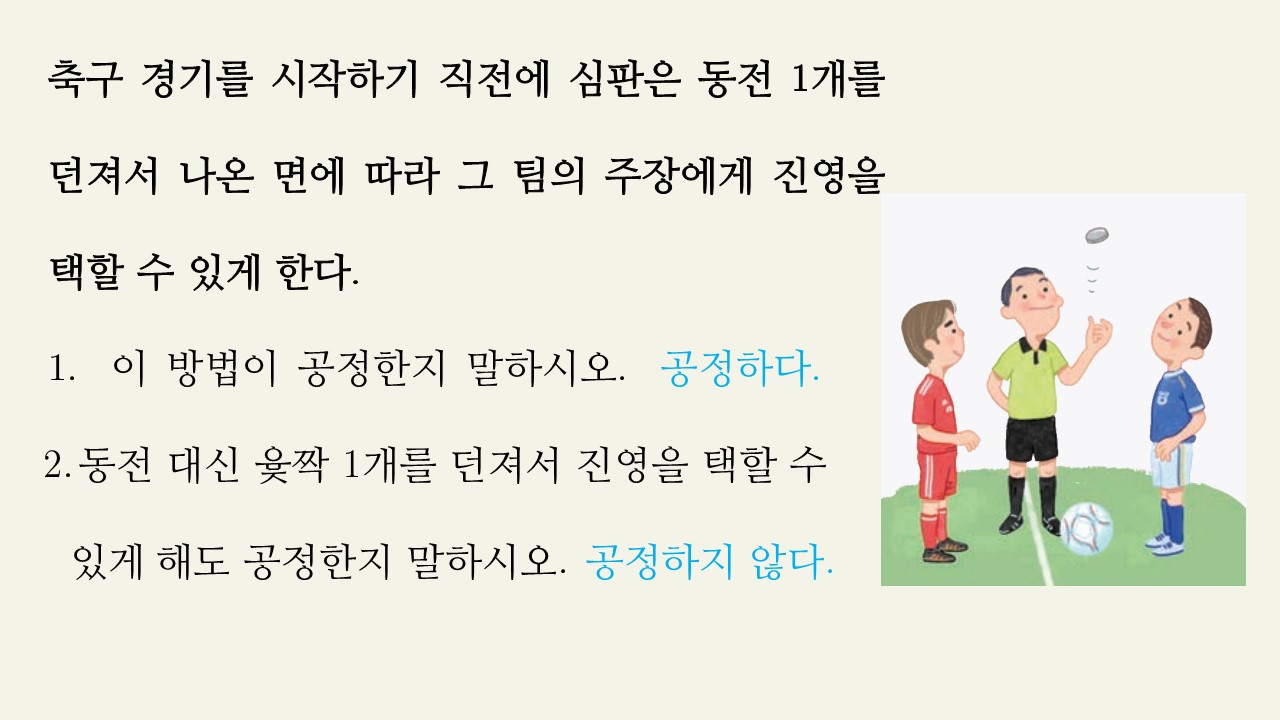 축구 경기를 시작하기 직전에 심판은 동전 1개를
던져서 나온 면에 따라 그 팀의 주장에게 진영을
택할 수 있게 한다.
1. 이 방법이 공정한지 말하시오. 공정하다.
2. 동전 대신 윷짝 1개를 던져서 진영을 택할 수
있게 해도 공정한지 말하시오. 공정하지 않다.